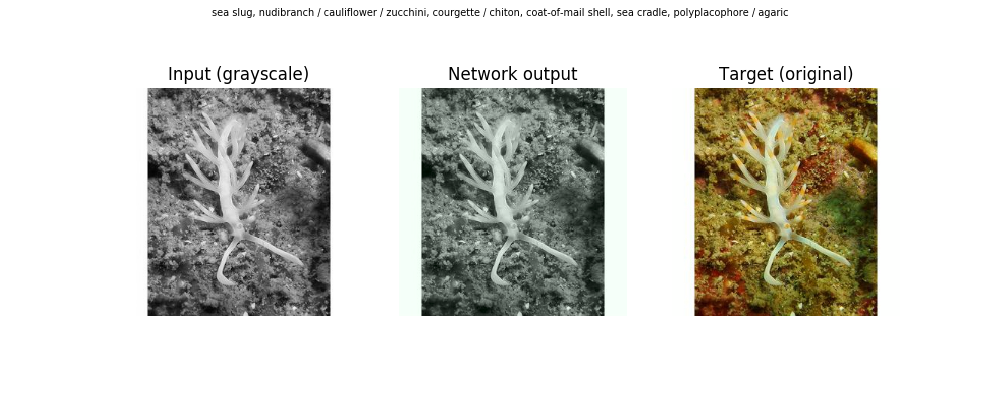 sea slug, nudibranch / cauliflower / zucchini, courgette / chiton, coat-of-mail shell, sea cradle, polyplacophore / agaric
Input (grayscale)
Network output
Target (original)